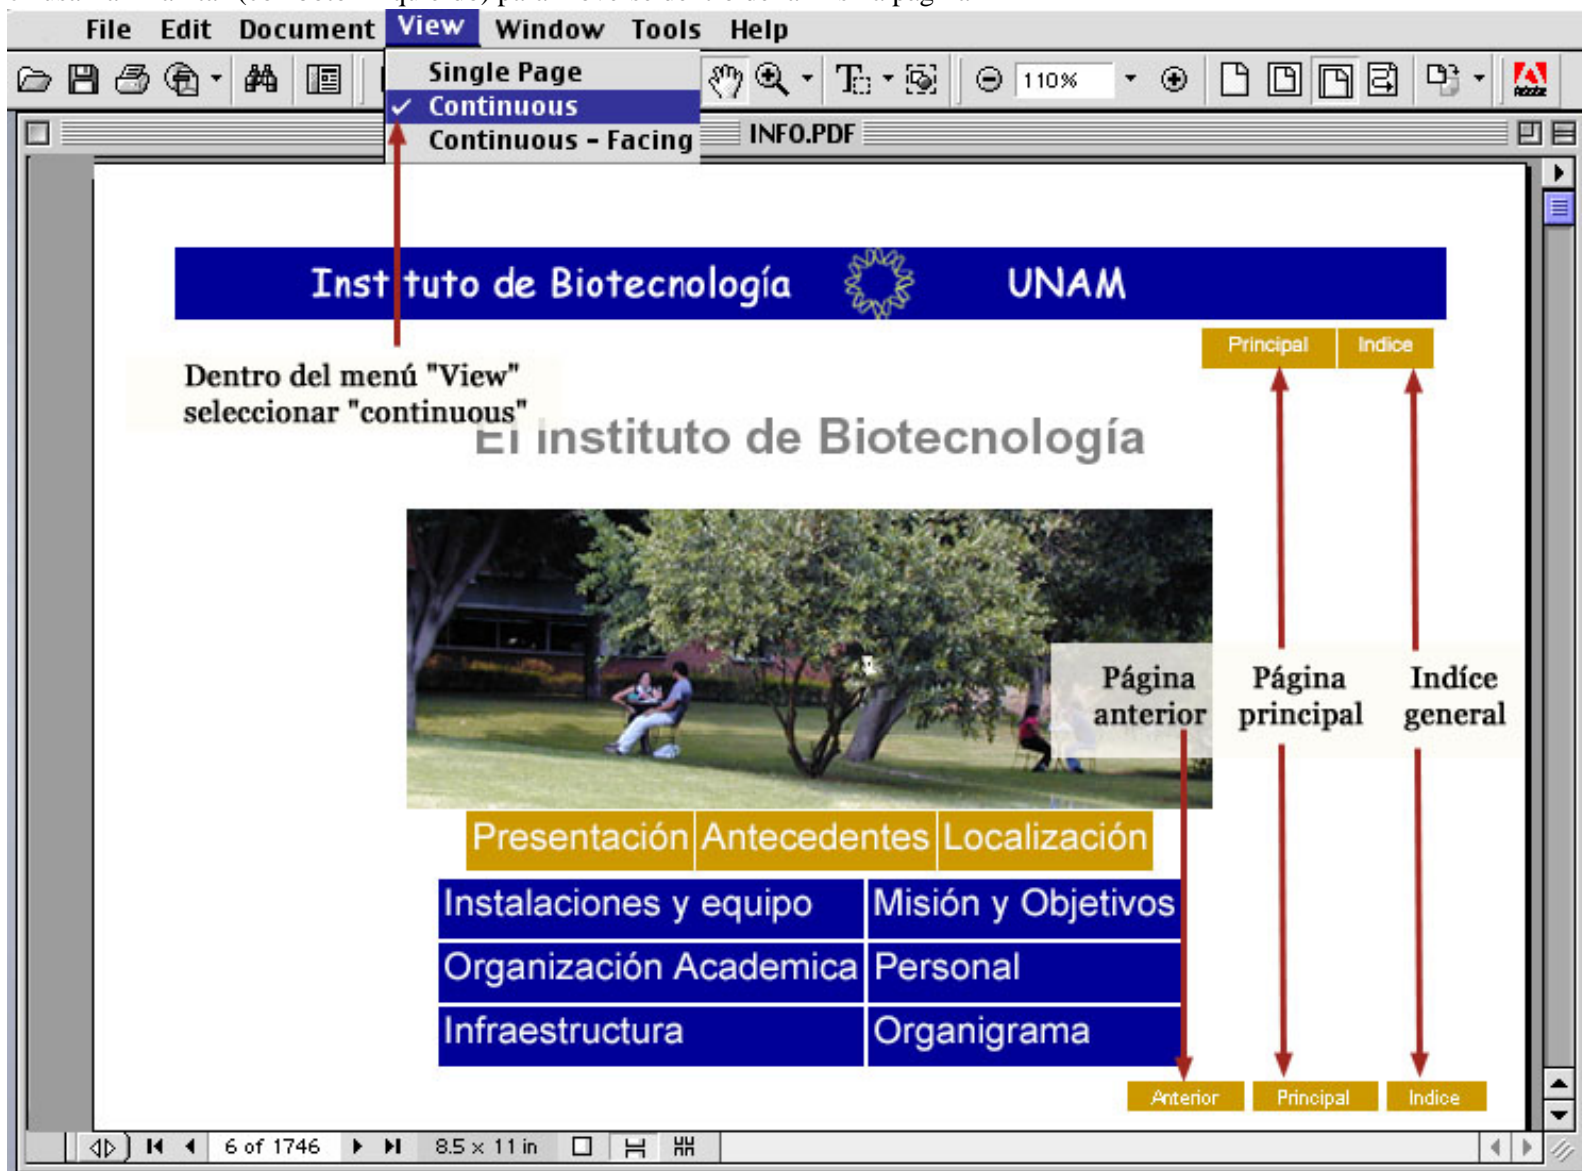 File Edit Document View Window Tools Help
Single Page
Continuous
Continuous - Facing
110%
Adobe
INFO.PDF
Instituto de Biotecnología UNAM
Principal Indice
Dentro del menú "View"
seleccionar "continuous"
El Instituto de Biotecnología
Página
anterior
Página
principal
Indíce
general
Presentación Antecedentes Localización
Instalaciones y equipo Misión y Objetivos
Organización Academica Personal
Infraestructura Organigrama
Anterior Principal Indice
6 of 1746 8.5 x 11 in